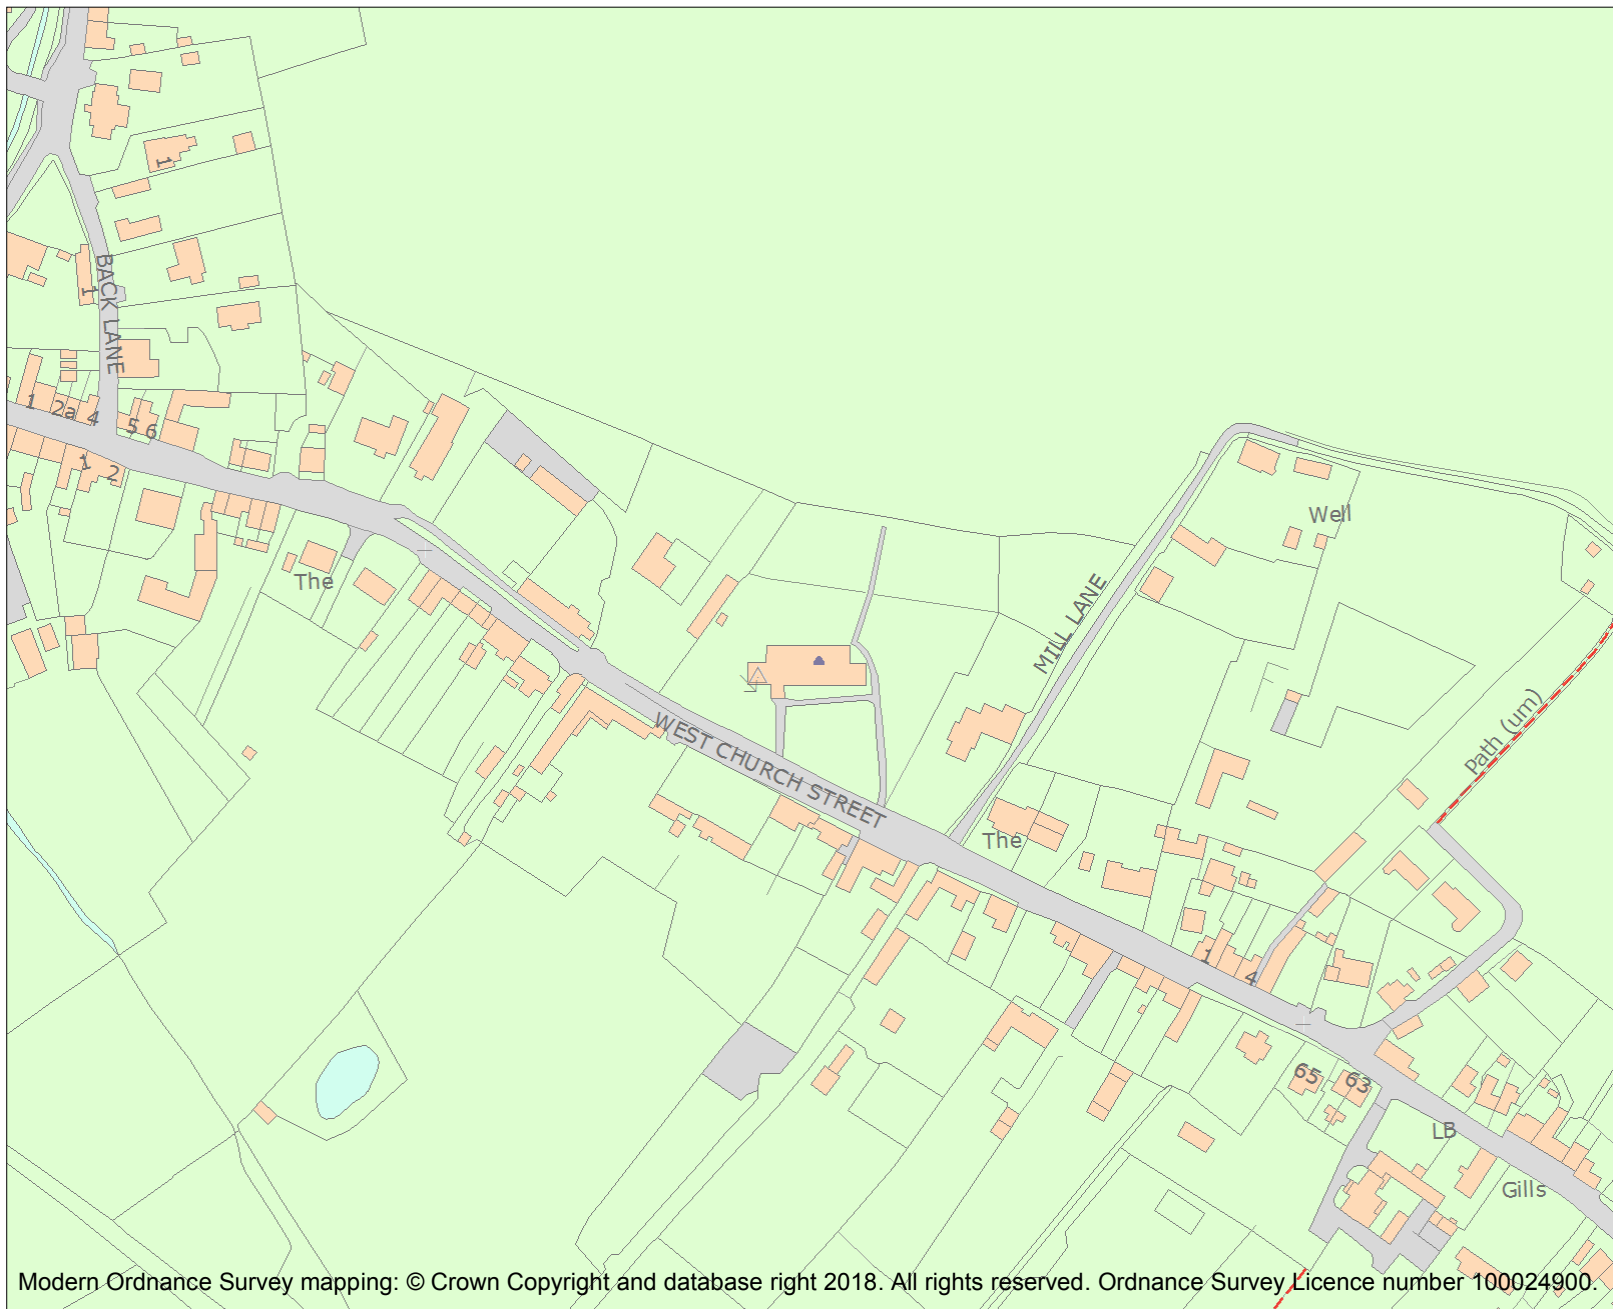 1
BACK LANE
1
1
2a
4
5
6
1
2
Well
The
MILL LANE
Path (um)
WEST CHURCH STREET
The
1
4
65
63
LB
Gills
Modern Ordnance Survey mapping: © Crown Copyright and database right 2018. All rights reserved. Ordnance Survey Licence number 100024900.